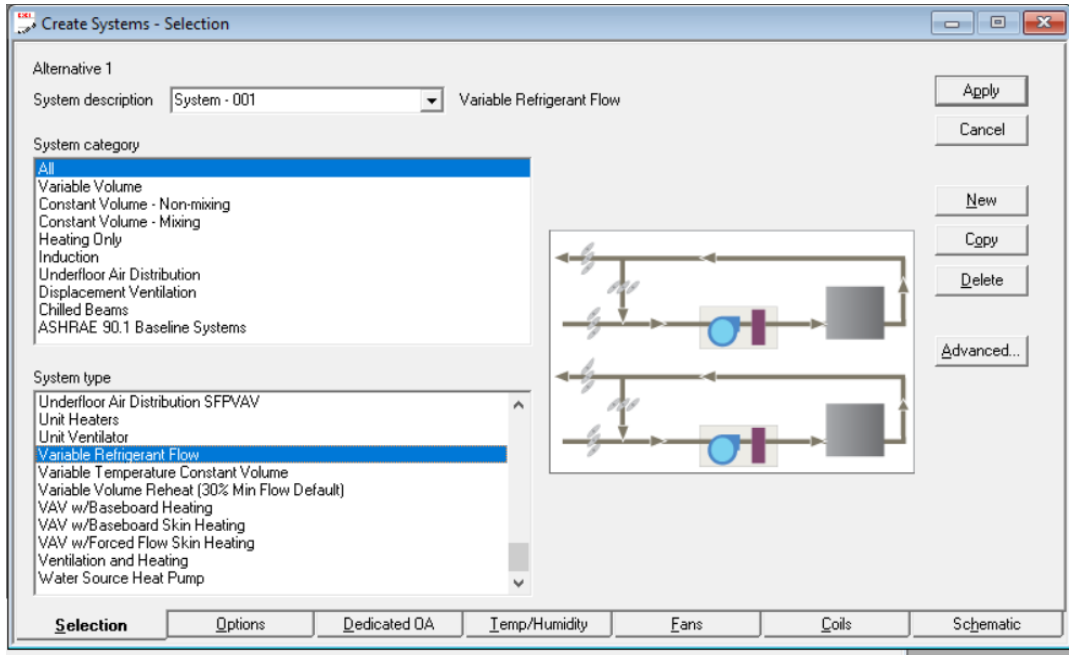 Create Systems - Selection
Alternative 1
System description System - 001 Variable Refrigerant Flow
Apply
Cancel
System category
All
Variable Volume
Constant Volume - Non-mixing
Constant Volume - Mixing
Heating Only
Induction
Underfloor Air Distribution
Displacement Ventilation
Chilled Beams
ASHRAE 90.1 Baseline Systems
New
Copy
Delete
Advanced...
System type
Underfloor Air Distribution SFPVAV
Unit Heaters
Unit Ventilator
Variable Refrigerant Flow
Variable Temperature Constant Volume
Variable Volume Reheat (30% Min Flow Default)
VAV w/Baseboard Heating
VAV w/Baseboard Skin Heating
VAV w/Forced Flow Skin Heating
Ventilation and Heating
Water Source Heat Pump
Selection Options Dedicated OA Temp/Humidity Fans Coils Schematic